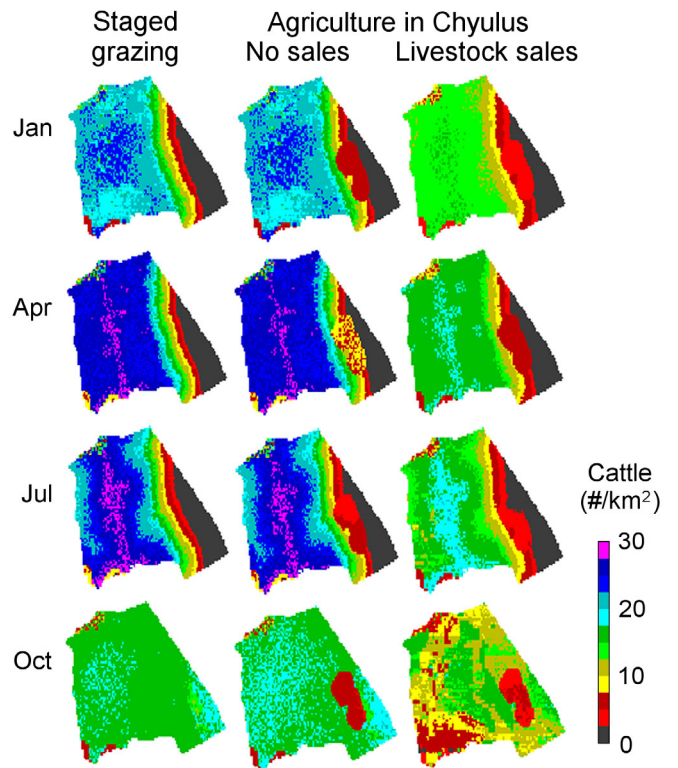 Staged
grazing
Agriculture in Chyulus
No sales
Livestock sales
Jan
Apr
Jul
Oct
Cattle
(#/km²)
30
20
10
0